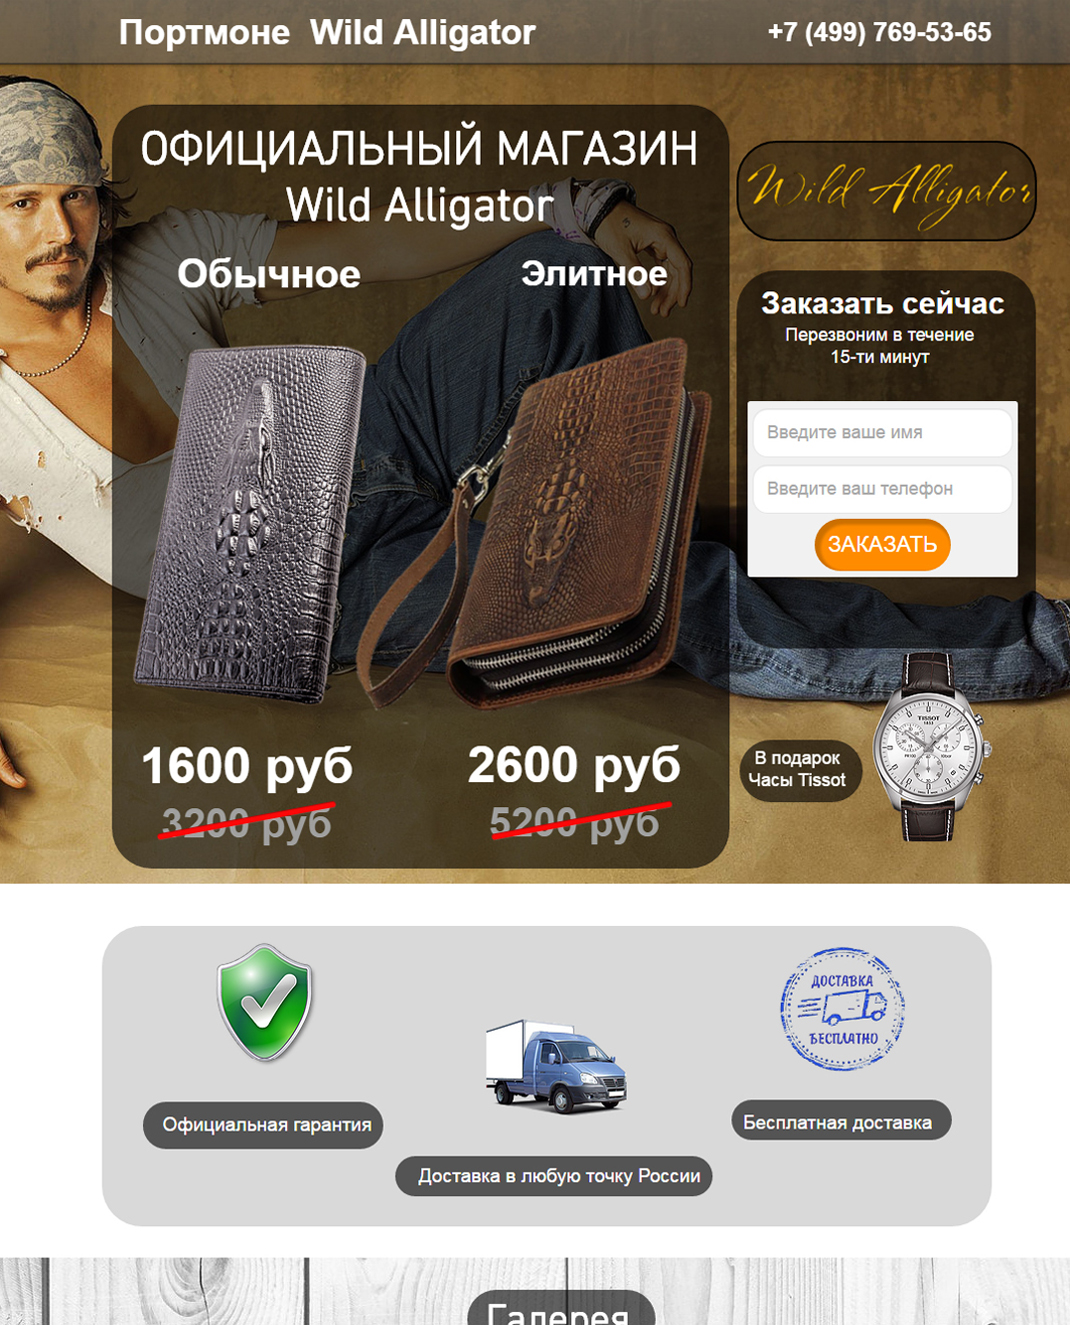 Портмоне Wild Alligator
+7 (499) 769-53-65
ОФИЦИАЛЬНЫЙ МАГАЗИН
Wild Alligator
Обычное
Элитное
1600 руб
3200 руб
2600 руб
5200 руб
Wild Alligator
Заказать сейчас
Перезвоним в течение
15-ти минут
Введите ваше имя
Введите ваш телефон
ЗАКАЗАТЬ
В подарок
Часы Tissot
TISSOT
Официальная гарантия
Доставка в любую точку России
ДОСТАВКА
БЕСПЛАТНО
Бесплатная доставка
Галерея